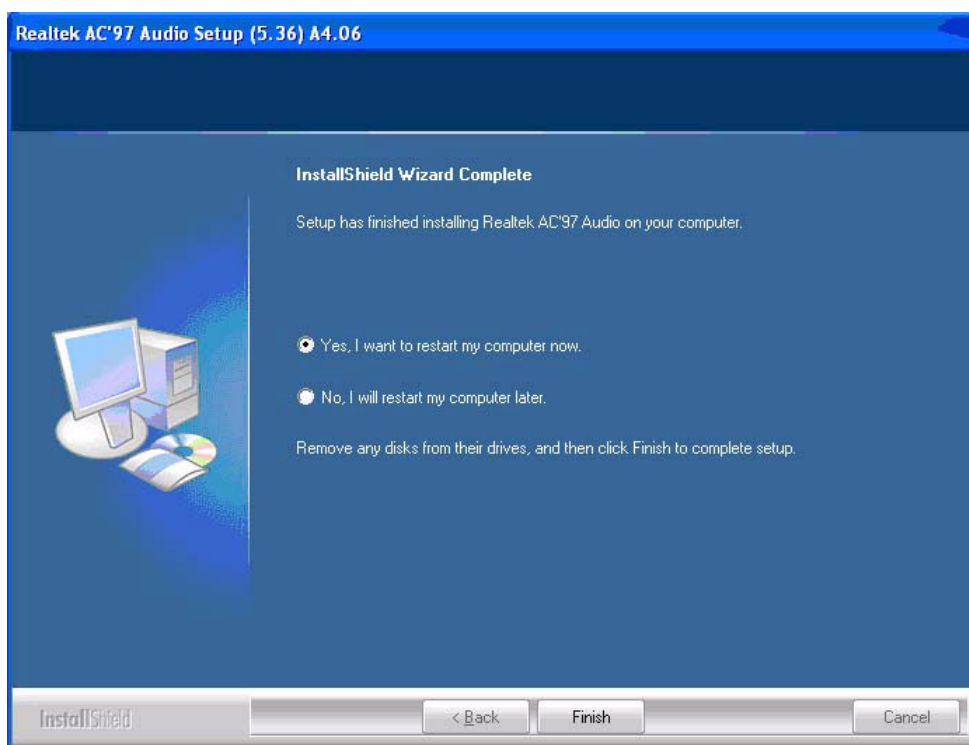 Realtek AC'97 Audio Setup (5.36) A4.06
InstallShield Wizard Complete
Setup has finished installing Realtek AC'97 Audio on your computer.
Yes, I want to restart my computer now.
No, I will restart my computer later.
Remove any disks from their drives, and then click Finish to complete setup.
InstallShield
< Back
Finish
Cancel